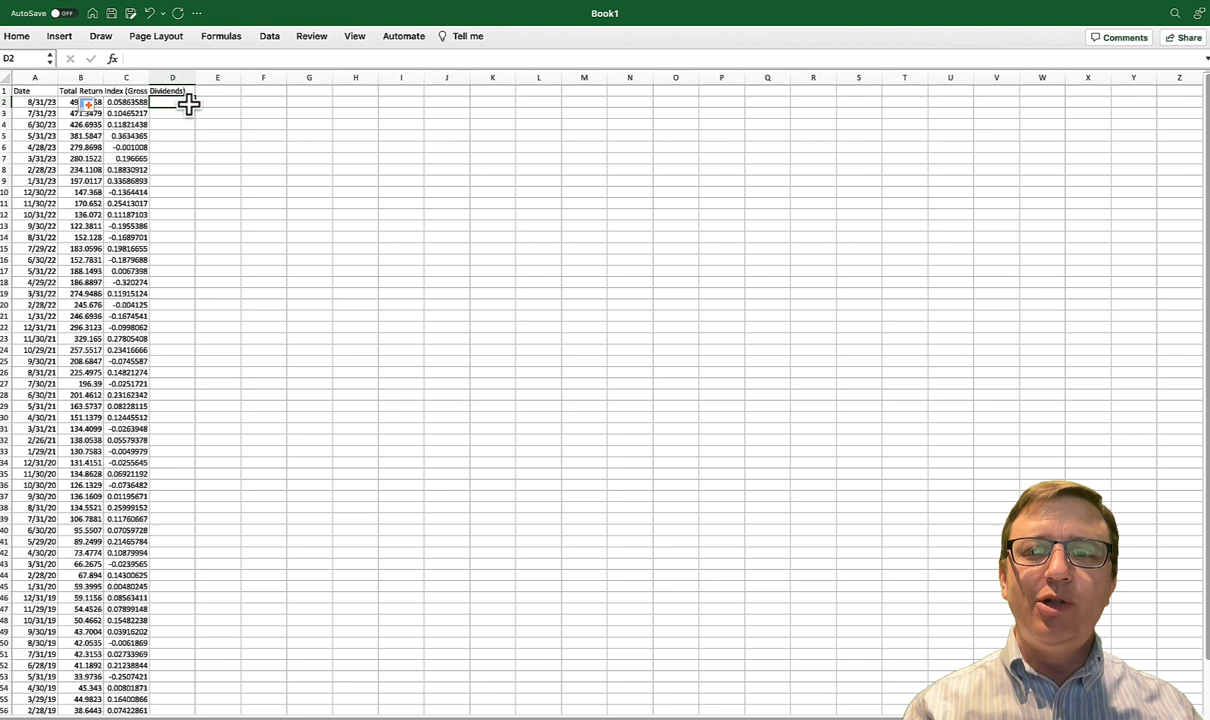 AutoSave OFF Book1
Home Insert Draw Page Layout Formulas Data Review View Automate Tell me Comments Share
D2 fx
A B C D E F G H I J K L M N O P Q R S T U V W X Y Z
1 Date Total Return Index (Gross Dividends)
2 8/31/23 0.05863588
3 7/31/23 471.3479 0.10465217
4 6/30/23 426.6935 0.11821438
5 5/31/23 381.5847 0.3634365
6 4/28/23 279.8698 -0.001008
7 3/31/23 280.1522 0.196665
8 2/28/23 234.1108 0.18830912
9 1/31/23 197.0117 0.33686893
10 12/30/22 147.368 -0.1364414
11 11/30/22 170.652 0.25413017
12 10/31/22 136.072 0.11187103
13 9/30/22 122.3811 -0.1955386
14 8/31/22 152.128 -0.1689701
15 7/29/22 183.0596 0.19816655
16 6/30/22 152.7831 -0.1879688
17 5/31/22 188.1493 0.0067398
18 4/29/22 186.8897 -0.320274
19 3/31/22 274.9486 0.11915124
20 2/28/22 245.676 -0.004125
21 1/31/22 246.6936 -0.1674541
22 12/31/21 296.3123 -0.0998062
23 11/30/21 329.165 0.27805408
24 10/29/21 257.5517 0.23416666
25 9/30/21 208.6847 -0.0745587
26 8/31/21 225.4975 0.14821274
27 7/30/21 196.39 -0.0251721
28 6/30/21 201.4612 0.23162342
29 5/31/21 163.5737 0.08228115
30 4/30/21 151.1379 0.12445512
31 3/31/21 134.4099 -0.0263948
32 2/26/21 138.0538 0.05579378
33 1/29/21 130.7583 -0.0049979
34 12/31/20 131.4151 -0.0255645
35 11/30/20 134.8628 0.06921192
36 10/30/20 126.1329 -0.0736482
37 9/30/20 136.1609 0.01195671
38 8/31/20 134.5521 0.25999152
39 7/31/20 106.7881 0.11760667
40 6/30/20 95.5507 0.07059728
41 5/29/20 89.2499 0.21465784
42 4/30/20 73.4774 0.10879994
43 3/31/20 66.2675 -0.0239565
44 2/28/20 67.894 0.14300625
45 1/31/20 59.3995 0.00480245
46 12/31/19 59.1156 0.08563411
47 11/29/19 54.4526 0.07899148
48 10/31/19 50.4662 0.15482298
49 9/30/19 43.7004 0.03916202
50 8/30/19 42.0535 -0.0061869
51 7/31/19 42.3153 0.02733969
52 6/28/19 41.1892 0.21238844
53 5/31/19 33.9736 -0.2507421
54 4/30/19 45.343 0.00801871
55 3/29/19 44.9823 0.16400866
56 2/28/19 38.6443 0.07422861